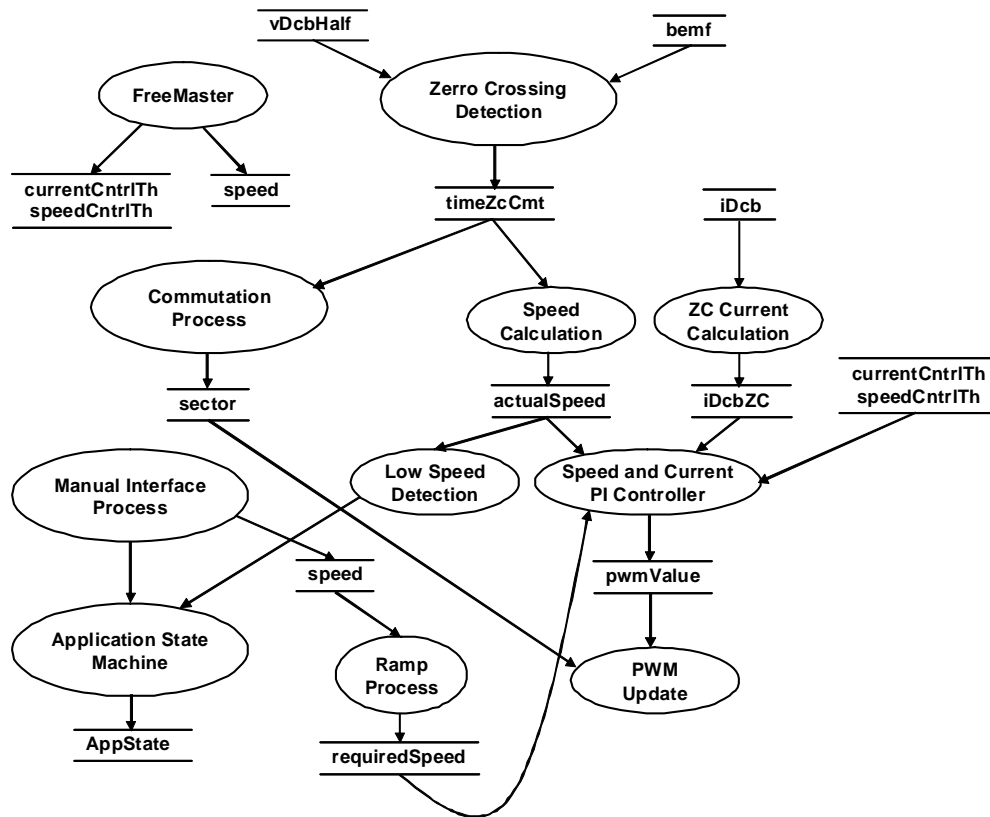 vDcbHalf
bemf
FreeMaster
Zerro Crossing
Detection
currentCntrlTh
speedCntrlTh
speed
timeZcCmt
iDcb
Commutation
Process
Speed
Calculation
ZC Current
Calculation
currentCntrlTh
speedCntrlTh
sector
actualSpeed
iDcbZC
Manual Interface
Process
Low Speed
Detection
Speed and Current
PI Controller
speed
pwmValue
Application State
Machine
Ramp
Process
PWM
Update
AppState
requiredSpeed